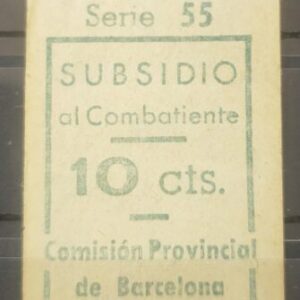 Serie 55
SUBSIDIO
al Combatiente
10 cts.
Comisión Provincial
de Barcelona